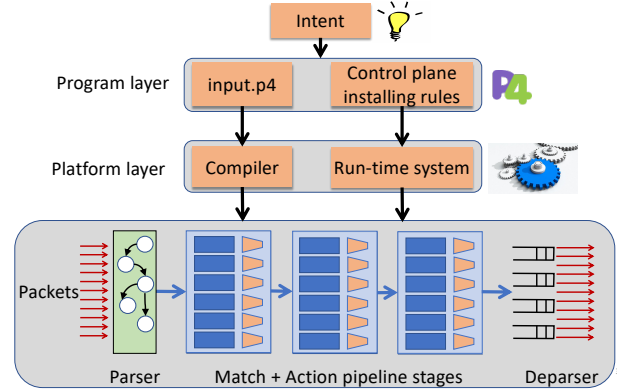 Intent
Program layer
input.p4
Control plane
installing rules
P4
Platform layer
Compiler
Run-time system
Packets
Parser
Match + Action pipeline stages
Deparser